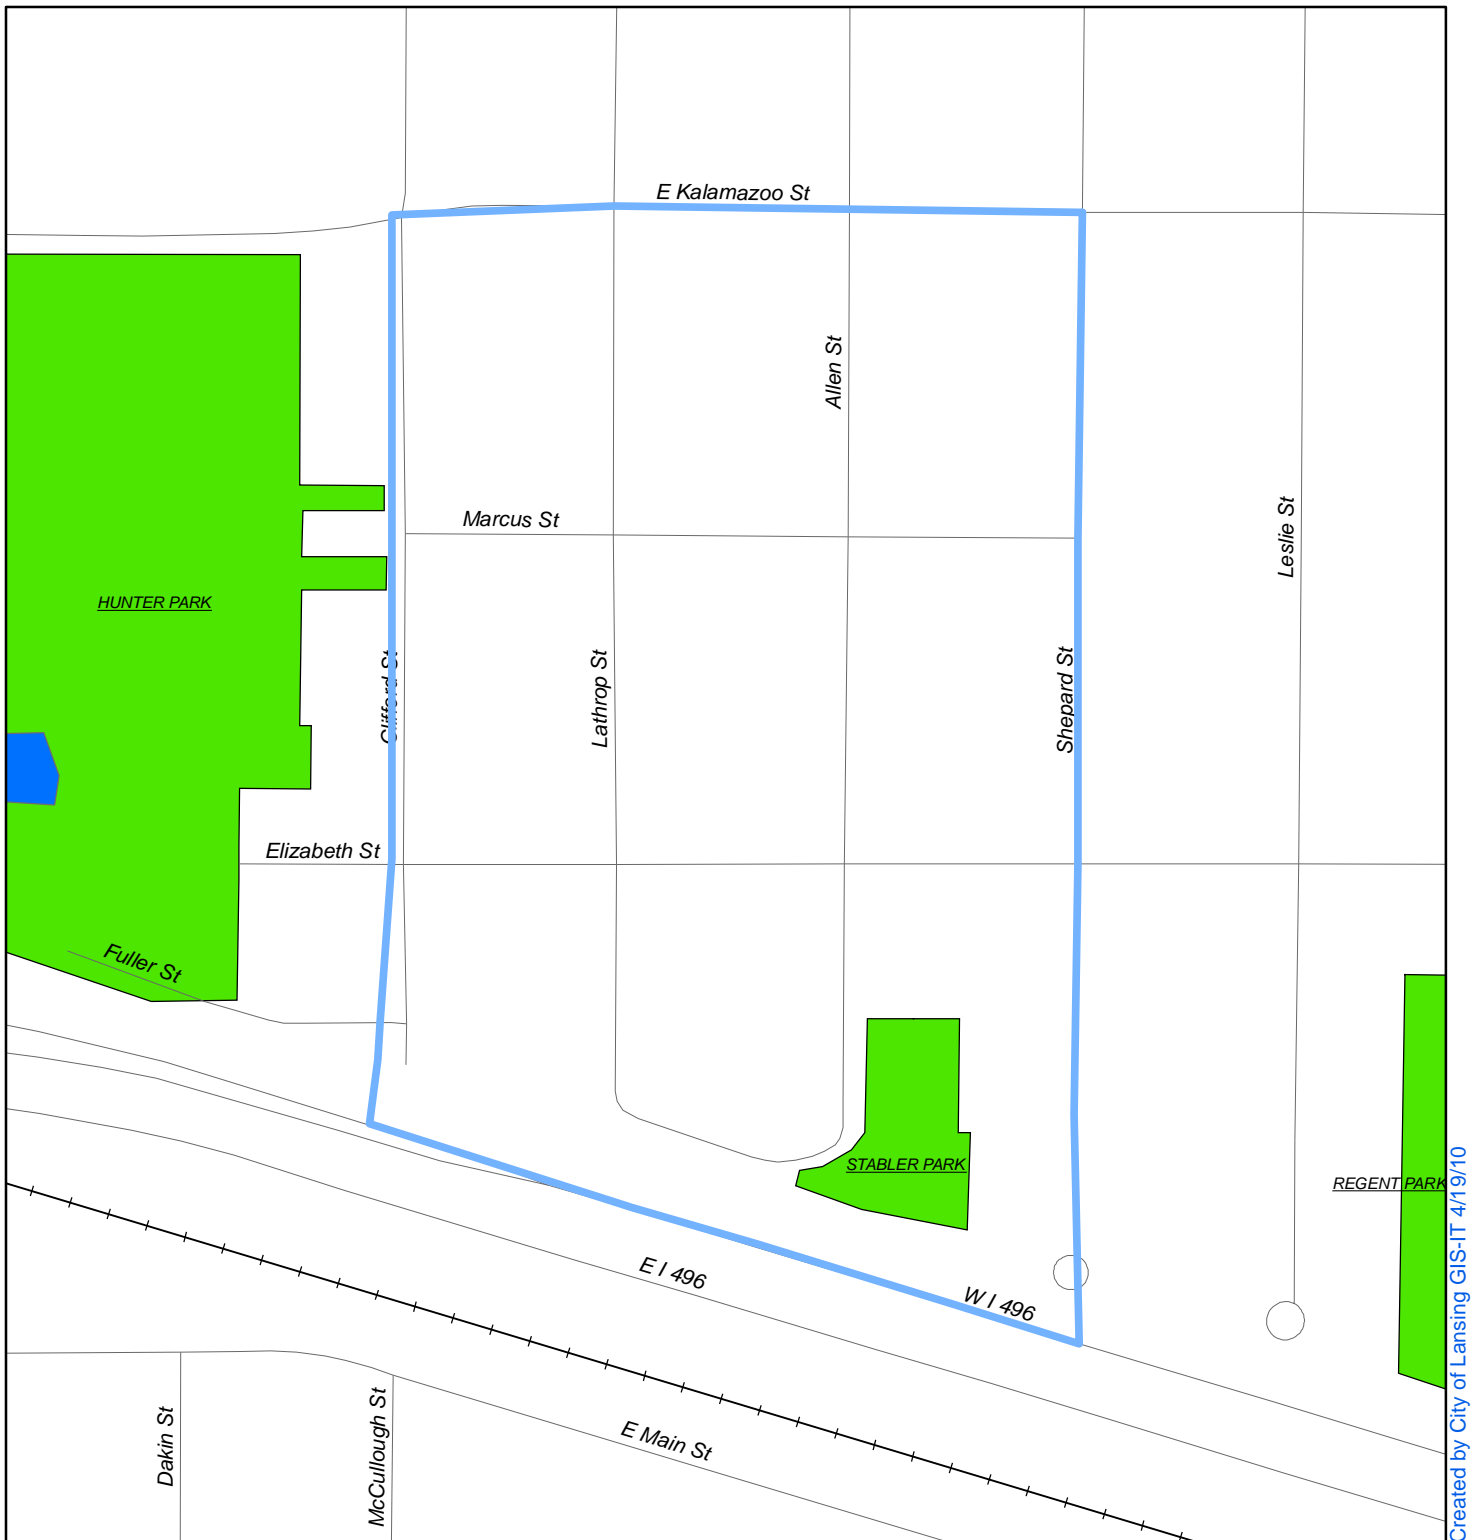 E Kalamazoo St
Allen St
Marcus St
Leslie St
HUNTER PARK
Clifford St
Lathrop St
Shepard St
Elizabeth St
Fuller St
STABLER PARK
REGENT PARK
E I 496
W I 496
Dakin St
McCullough St
E Main St
Created by City of Lansing GIS-IT 4/19/10